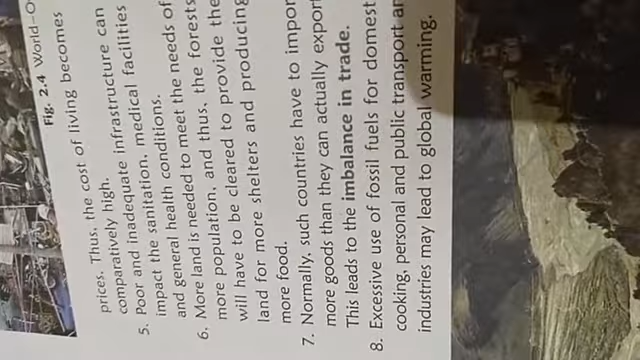 Fig. 2.4 World–O
prices. Thus, the cost of living becomes
comparatively high.
5. Poor and inadequate infrastructure can
impact the sanitation, medical facilities
and general health conditions.
6. More land is needed to meet the needs of
more population, and thus, the forests
will have to be cleared to provide the
land for more shelters and producing
more food.
7. Normally, such countries have to impor
more goods than they can actually export
This leads to the imbalance in trade.
8. Excessive use of fossil fuels for domest
cooking, personal and public transport an
industries may lead to global warming.